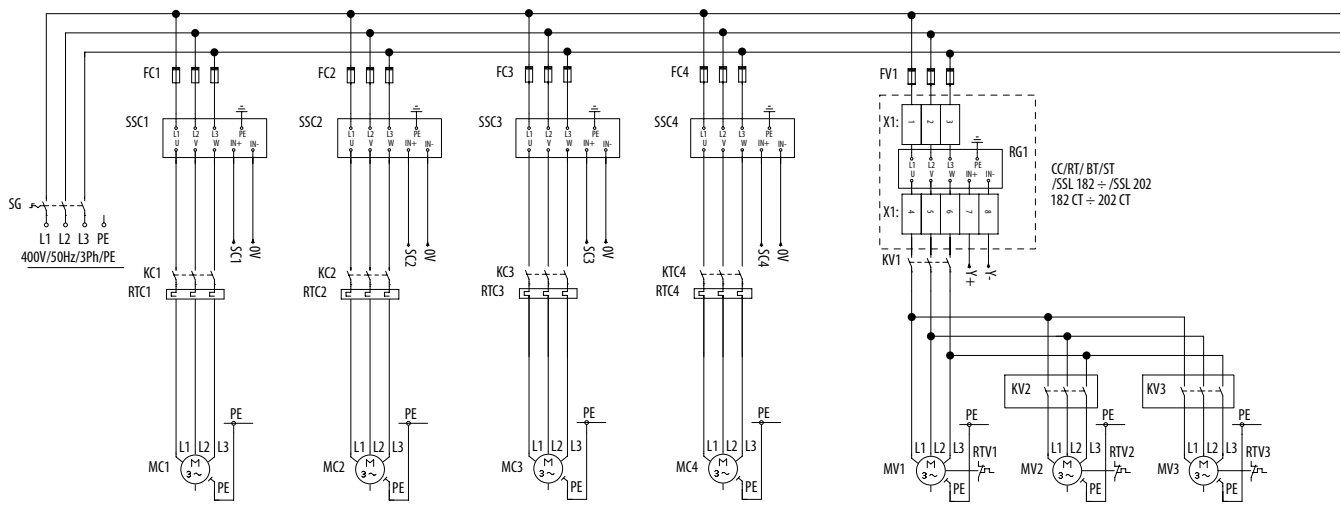 FC1 FC2 FC3 FC4 FV1
SSC1 L1 L2 L3 PE U V W IN+ IN-
SSC2 L1 L2 L3 PE U V W IN+ IN-
SSC3 L1 L2 L3 PE U V W IN+ IN-
SSC4 L1 L2 L3 PE U V W IN+ IN-
X1: 1 2 3
RG1
L1 L2 L3 PE
U V W IN+ IN-
X1: 4 5 6 7 8
CC/RT/ BT/ST
/SSL 182 ÷ /SSL 202
182 CT ÷ 202 CT
SG
L1 L2 L3 PE
400V/50Hz/3Ph/PE
SC1 0V SC2 0V SC3 0V SC4 0V
Y+ Y-
KC1 KC2 KC3 KTC4 KV1
RTC1 RTC2 RTC3 RTC4
KV2 KV3
PE PE PE PE PE PE PE
L1 L2 L3 L1 L2 L3 L1 L2 L3 L1 L2 L3 L1 L2 L3 L1 L2 L3 L1 L2 L3
RTV1 RTV2 RTV3
MC1 M 3~ PE
MC2 M 3~ PE
MC3 M 3~ PE
MC4 M 3~ PE
MV1 M 3~ PE
MV2 M 3~ PE
MV3 M 3~ PE